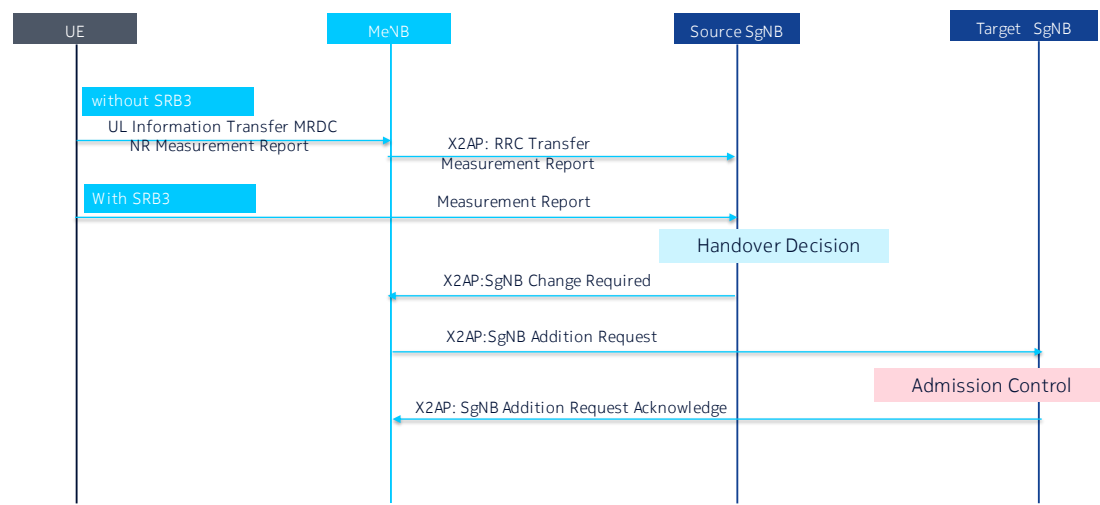 UE
MeNB
Source SgNB
Target SgNB
without SRB3
UL Information Transfer MRDC
NR Measurement Report
X2AP: RRC Transfer
Measurement Report
With SRB3
Measurement Report
Handover Decision
X2AP:SgNB Change Required
X2AP:SgNB Addition Request
Admission Control
X2AP: SgNB Addition Request Acknowledge